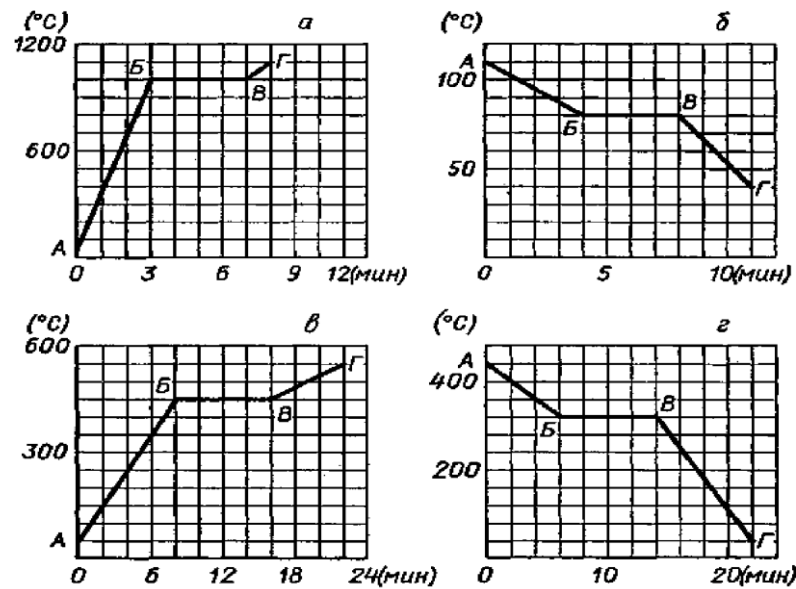 (°C) а
1200
600
А
Б
В
Г
0 3 6 9 12(мин)
(°C) б
100
50
А
Б
В
Г
0 5 10(мин)
(°C) в
600
300
А
Б
В
Г
0 6 12 18 24(мин)
(°C) г
400
200
А
Б
В
Г
0 10 20(мин)